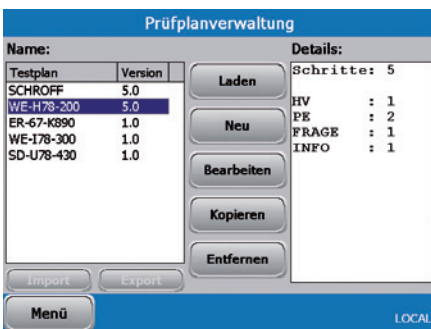 Prüfplanverwaltung
Name:
Testplan Version
SCHROFF 5.0
WE-H78-200 5.0
ER-67-K890 1.0
WE-I78-300 1.0
SD-U78-430 1.0
Import Export
Laden
Neu
Bearbeiten
Kopieren
Entfernen
Details:
Schritte: 5
HV : 1
PE : 2
FRAGE : 1
INFO : 1
Menü
LOCAL